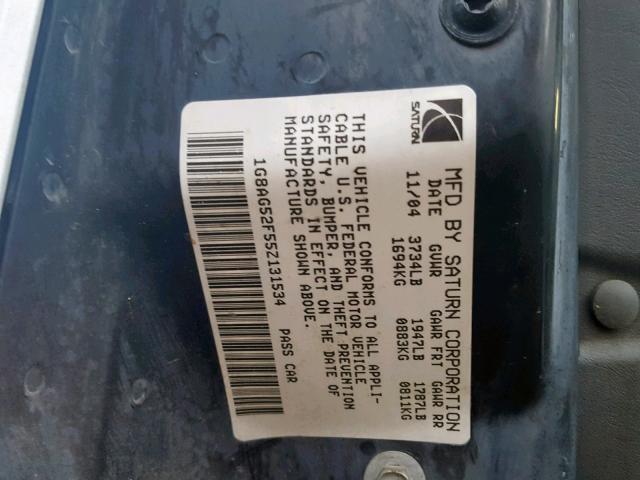 SATURN
MFD BY SATURN CORPORATION
DATE GVWR GAWR FRT GAWR RR
11/04 3734LB 1947LB 1787LB
1694KG 0883KG 0811KG
THIS VEHICLE CONFORMS TO ALL APPLI-
CABLE U.S. FEDERAL MOTOR VEHICLE
SAFETY, BUMPER, AND THEFT PREVENTION
STANDARDS IN EFFECT ON THE DATE OF
MANUFACTURE SHOWN ABOVE.
1G8AG52F55Z131534 PASS CAR